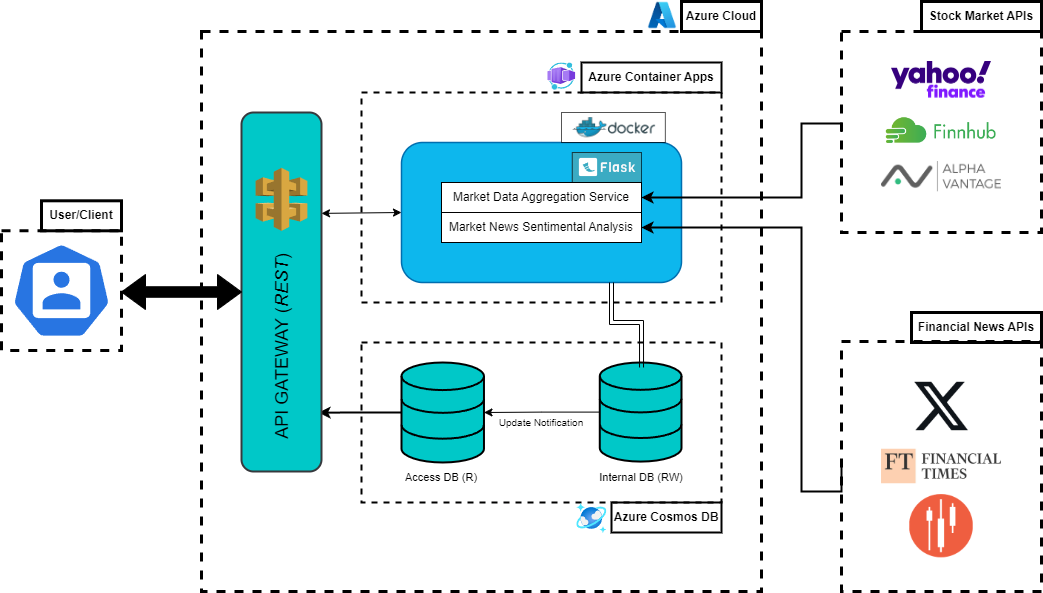 Azure Cloud
Stock Market APIs
Azure Container Apps
yahoo!
finance
docker
Finnhub
Flask
ALPHA
VANTAGE
Market Data Aggregation Service
Market News Sentimental Analysis
User/Client
API GATEWAY (REST)
Financial News APIs
X
Update Notification
FT
FINANCIAL
TIMES
Access DB (R)
Internal DB (RW)
Azure Cosmos DB